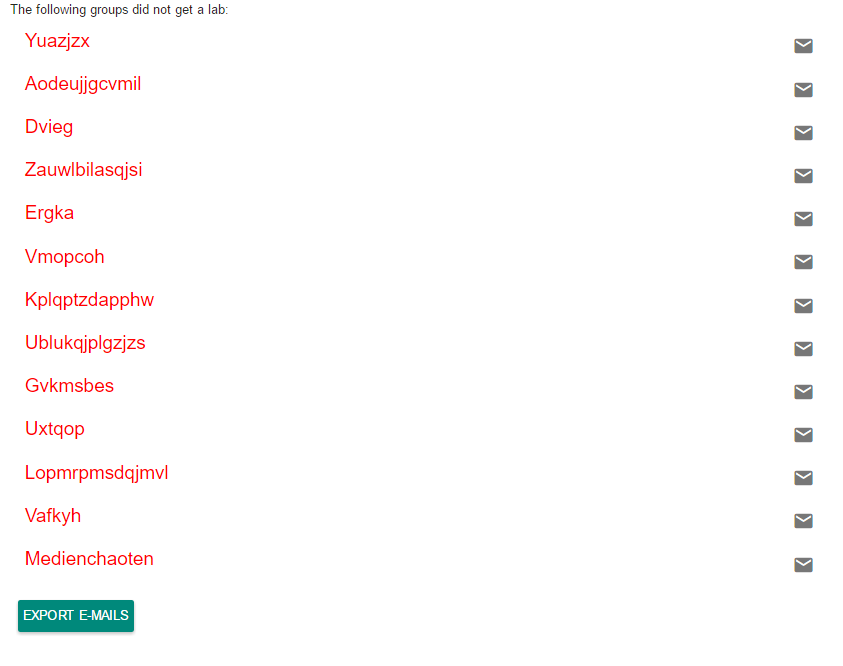 The following groups did not get a lab:
Yuazjzx
Aodeujjgcvmil
Dvieg
Zauwlbilasqjsi
Ergka
Vmopcoh
Kplqptzdapphw
Ublukqjplgzjzs
Gvkmsbes
Uxtqop
Lopmrpmsdqjmvl
Vafkyh
Medienchaoten
EXPORT E-MAILS